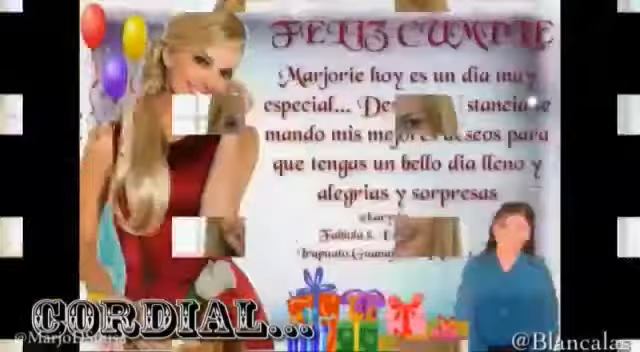 FELIZ CUMPLE
Marjorie hoy es un dia muy
especial...
mando mis mejores deseos para
que tengas un bello dia lleno y
alegrias y sorpresas
Irapuato,
CORDIAL...
@Blancalas